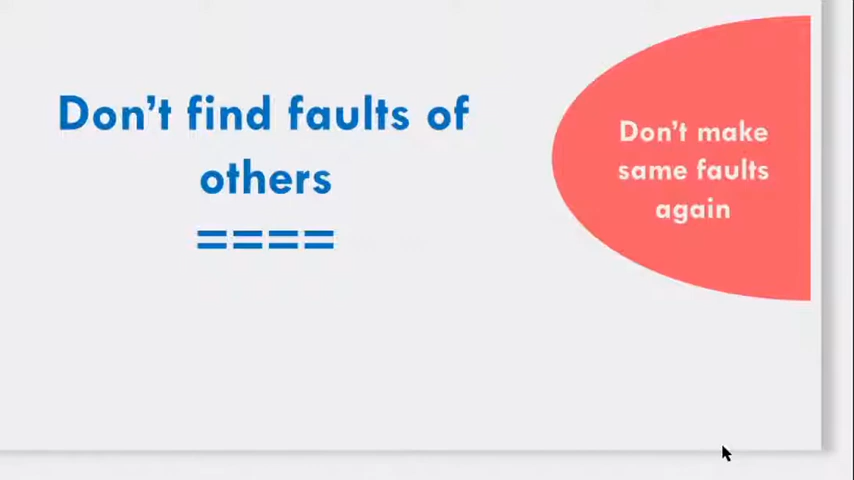 Don't find faults of
others
====
Don't make
same faults
again